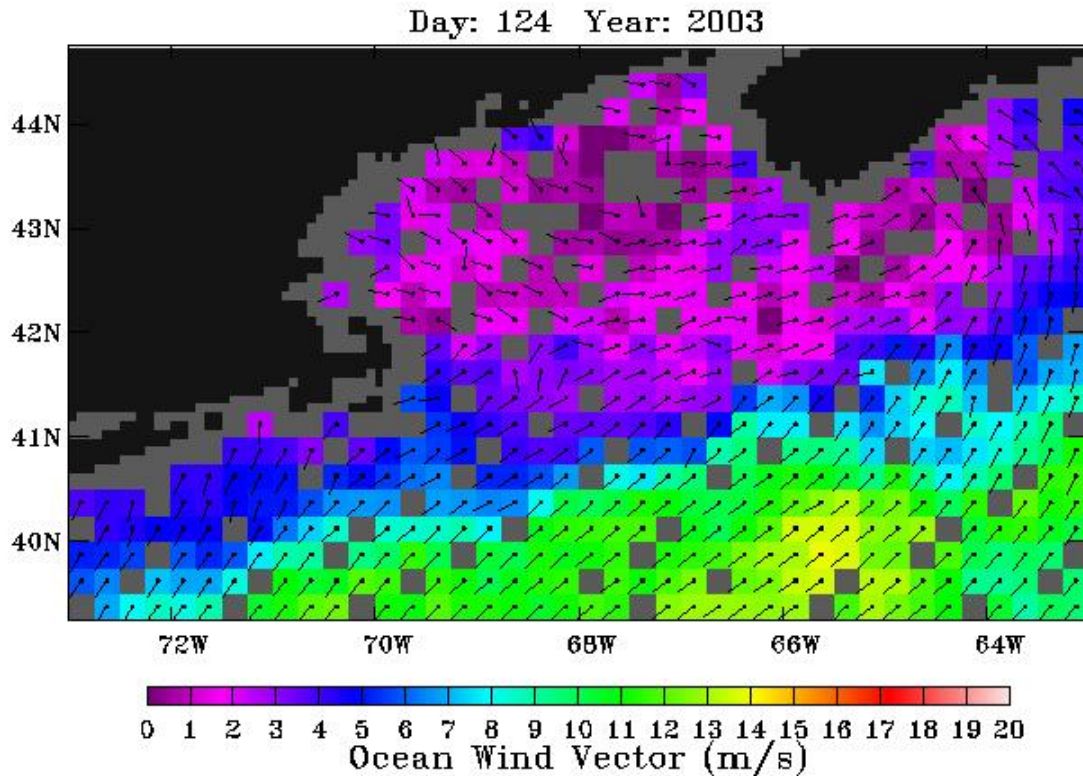 Day: 124 Year: 2003
44N
43N
42N
41N
40N
72W 70W 68W 66W 64W
0 1 2 3 4 5 6 7 8 9 10 11 12 13 14 15 16 17 18 19 20
Ocean Wind Vector (m/s)